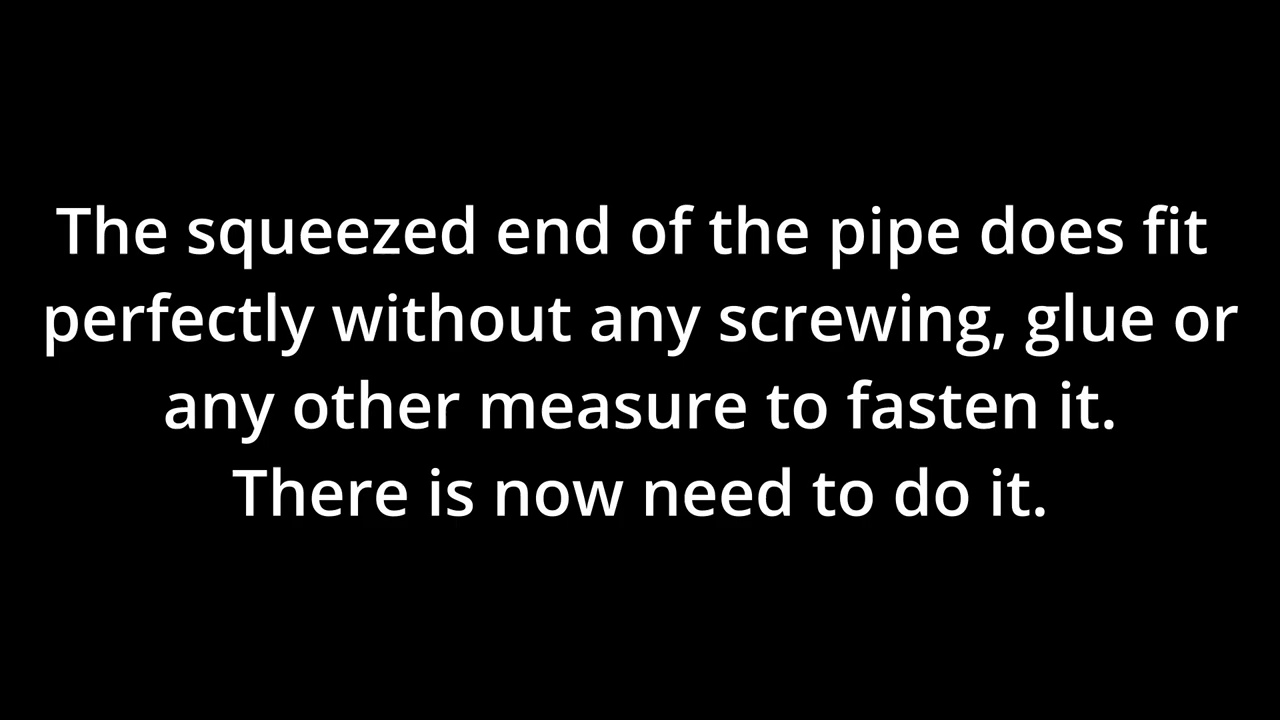 The squeezed end of the pipe does fit
perfectly without any screwing, glue or
any other measure to fasten it.
There is now need to do it.